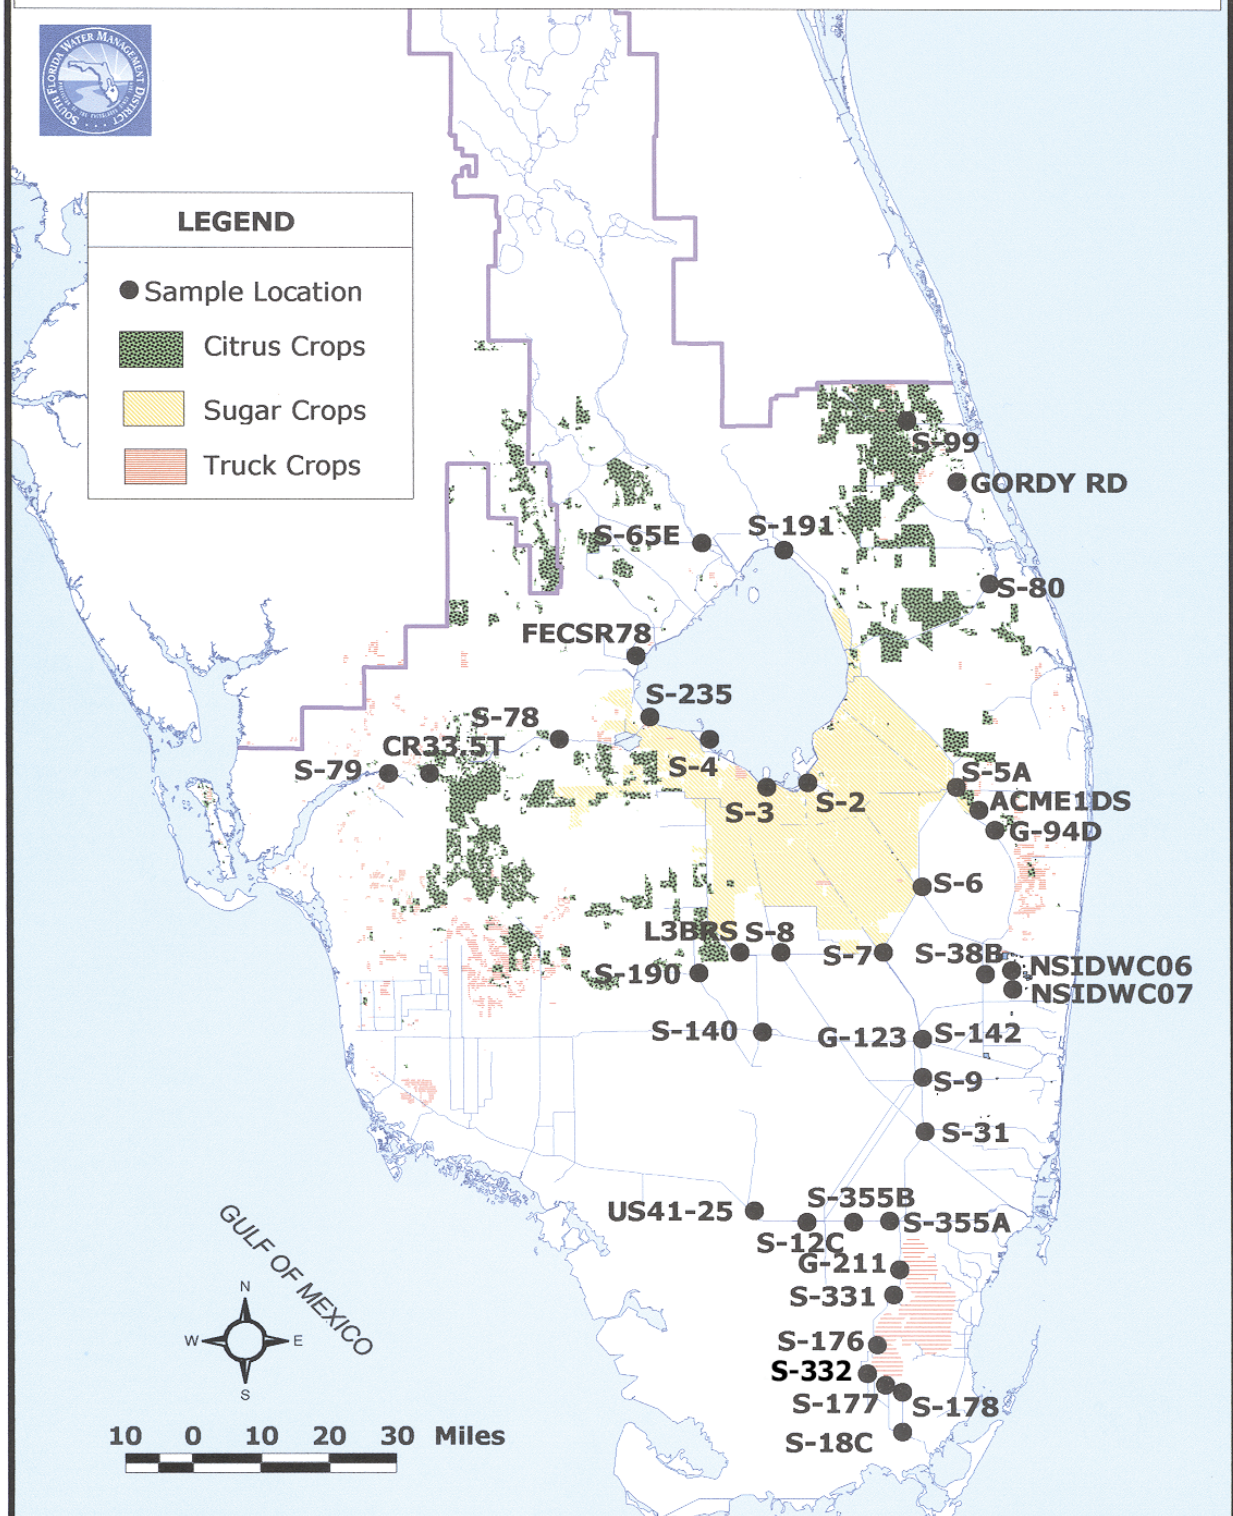 SOUTH FLORIDA WATER MANAGEMENT DISTRICT
LEGEND
Sample Location
Citrus Crops
Sugar Crops
Truck Crops
S-99
GORDY RD
S-65E
S-191
S-80
FECSR78
S-235
S-78
CR33.5T
S-79
S-4
S-3
S-2
S-5A
ACME1DS
G-94D
S-6
L3BRS
S-8
S-7
S-38B
S-190
NSIDWC06
NSIDWC07
S-140
G-123
S-142
S-9
S-31
US41-25
S-355B
S-12C
S-355A
G-211
S-331
S-176
S-332
S-177
S-178
S-18C
GULF OF MEXICO
N
W
E
S
10 0 10 20 30 Miles